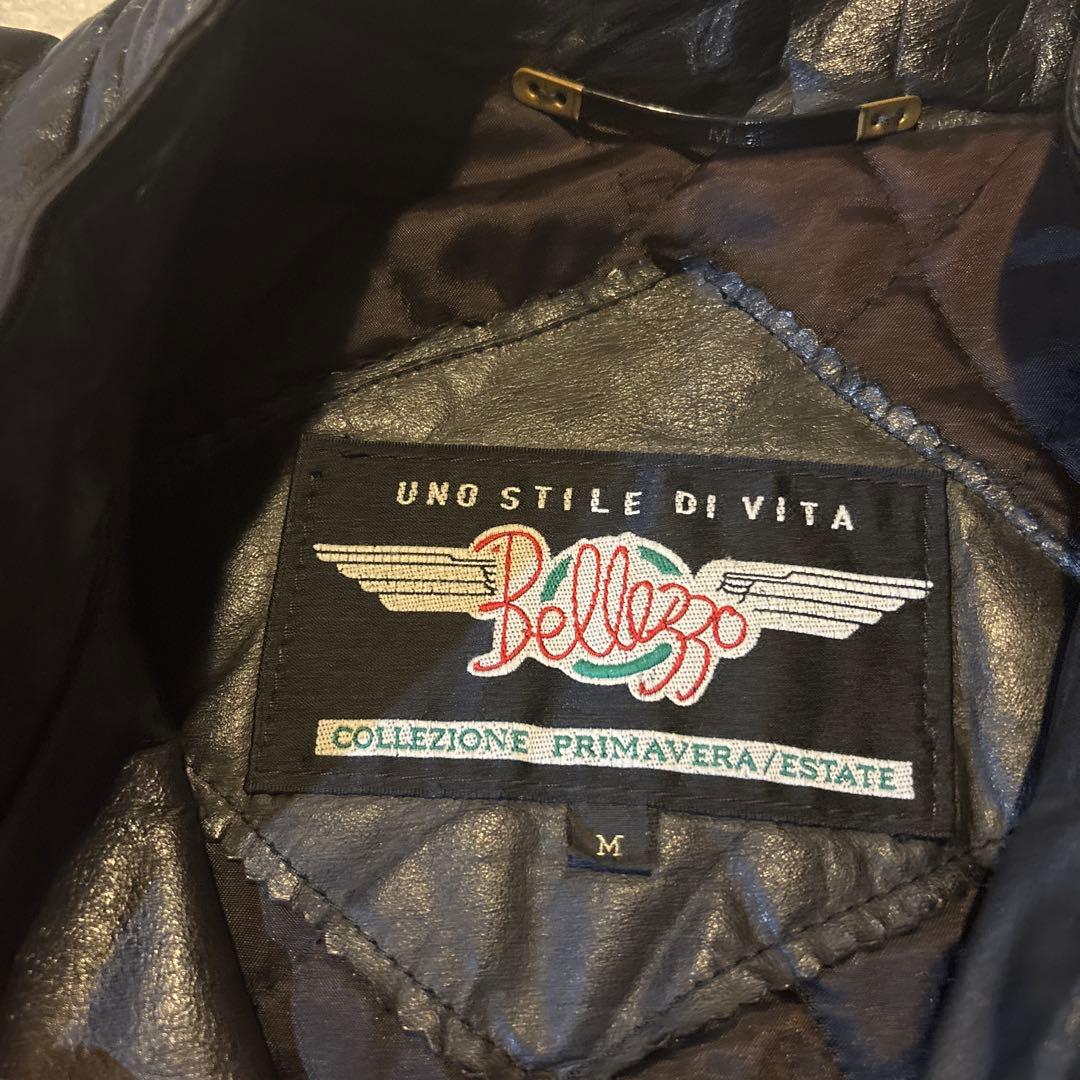 UNO STILE DI VITA
Bellezzo
COLLEZIONE PRIMAVERA/ESTATE
M